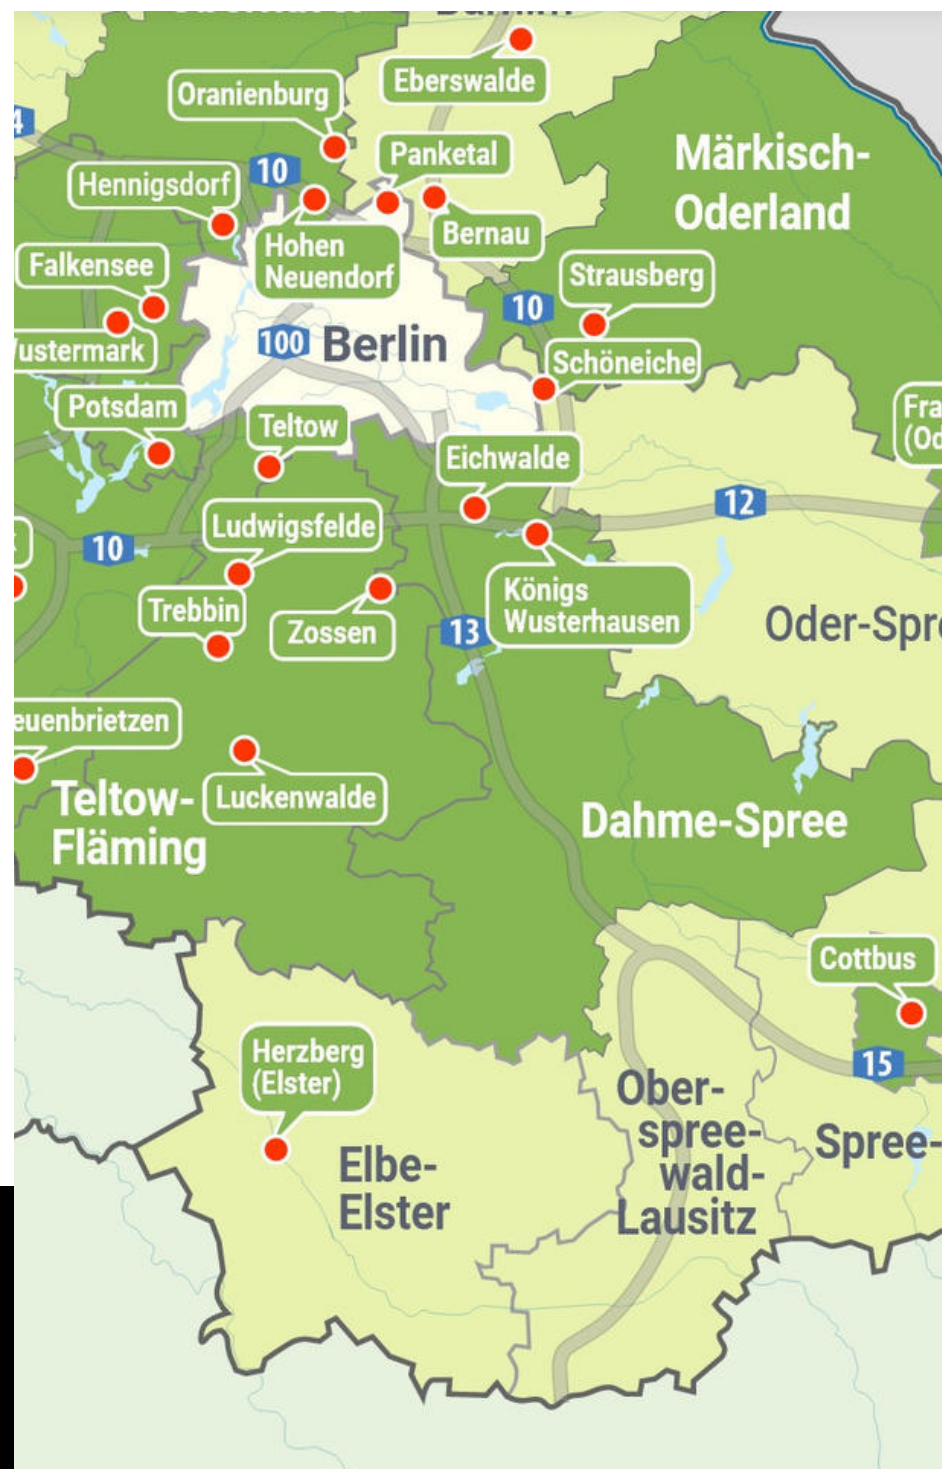 Eberswalde
Oranienburg
Panketal
Märkisch-
Oderland
10
Hennigsdorf
Bernau
Hohen
Neuendorf
Falkensee
Strausberg
10
100
Berlin
Schöneiche
Potsdam
Teltow
Eichwalde
12
Ludwigsfelde
10
Königs
Wusterhausen
Trebbin
Zossen
13
Luckenwalde
Teltow-
Fläming
Dahme-Spree
Cottbus
Herzberg
(Elster)
15
Ober-
spree-
wald-
Lausitz
Spree-
Elbe-
Elster